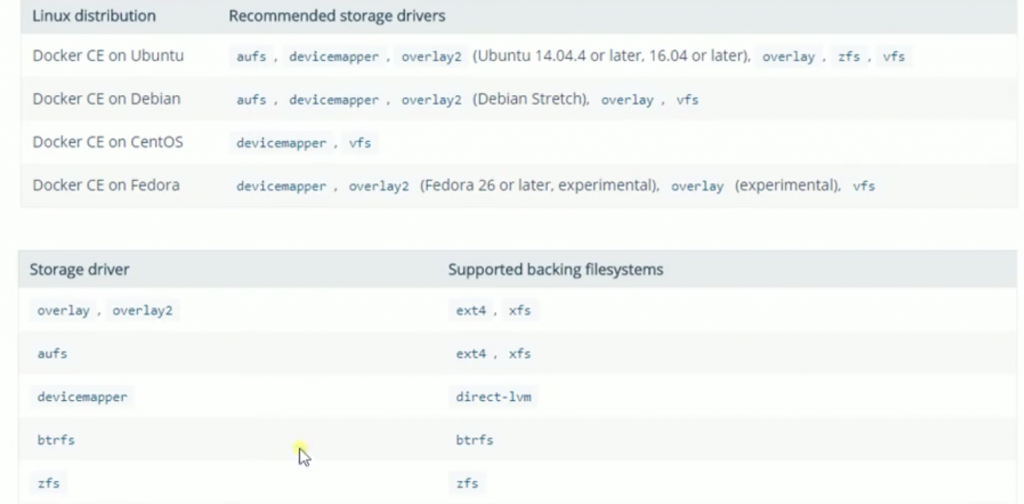 Linux distribution Recommended storage drivers
Docker CE on Ubuntu aufs , devicemapper , overlay2 (Ubuntu 14.04.4 or later, 16.04 or later), overlay , zfs , vfs
Docker CE on Debian aufs , devicemapper , overlay2 (Debian Stretch), overlay , vfs
Docker CE on CentOS devicemapper , vfs
Docker CE on Fedora devicemapper , overlay2 (Fedora 26 or later, experimental), overlay (experimental), vfs
Storage driver Supported backing filesystems
overlay , overlay2 ext4 , xfs
aufs ext4 , xfs
devicemapper direct-lvm
btrfs btrfs
zfs zfs